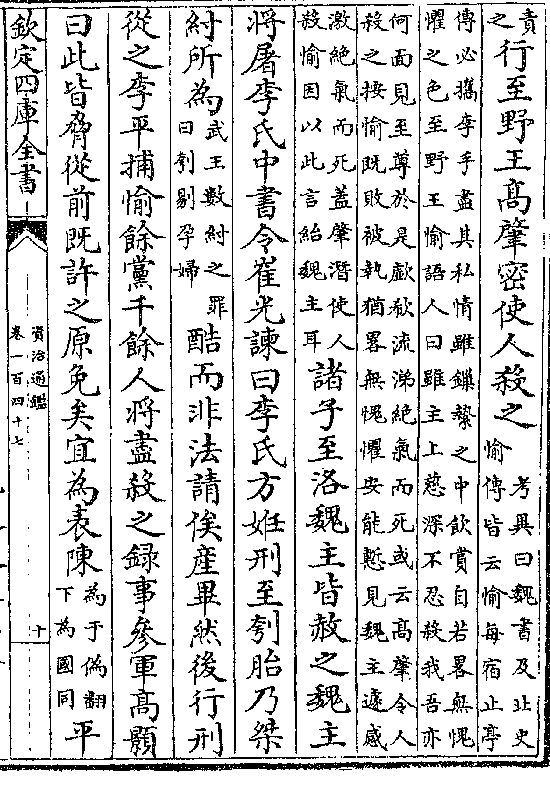 責
之
行至野王高肇密使人殺之
考異曰魏書及北史
愉傳皆云愉每宿止亭
傳必攜李手盡其私情雖鏁縶之中飲賞自若畧無愧
懼之色至野王愉語人曰雖主上慈深不忍殺我吾亦
何面見至尊於是歔欷流涕絶氣而死或云高肇令人
殺之按愉既敗被執猶畧無愧懼安能慙見魏主遽感
激絶氣而死蓋肇潛使人
殺愉因以此言紿魏主耳
諸子至洛魏主皆赦之魏主
將屠李氏中書令崔光諫曰李氏方姙刑至刳胎乃桀
紂所為
武王數紂之罪
曰刳剔孕婦
酷而非法請俟産畢然後行刑
從之李平捕愉餘黨千餘人將盡殺之録事參軍高顥
曰此皆脅從前既許之原免矣宜為表陳
為于偽翻
下為國同
平
欽定四庫全書
資治通鑑
卷一百四十七
十